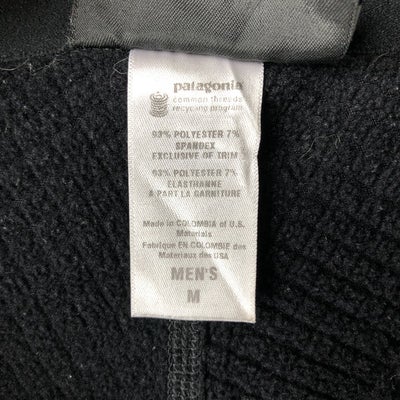 patagonia
common threads
recycling program
93% POLYESTER 7%
SPANDEX
EXCLUSIVE OF TRIM
93% POLYESTER 7%
ELASTHANNE
A PART LA GARNITURE
Made in COLOMBIA of U.S.
Materials
Fabriqué EN COLOMBIE des
Materiaux des USA
MEN'S
M